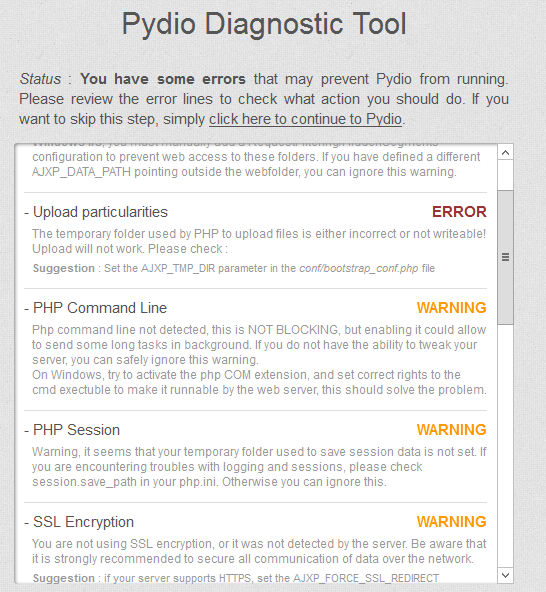 Pydio Diagnostic Tool
Status : You have some errors that may prevent Pydio from running.
Please review the error lines to check what action you should do. If you
want to skip this step, simply click here to continue to Pydio.
configuration to prevent web access to these folders. If you have defined a different
AJXP_DATA_PATH pointing outside the webfolder, you can ignore this warning.
- Upload particularities ERROR
The temporary folder used by PHP to upload files is either incorrect or not writeable!
Upload will not work. Please check :
Suggestion : Set the AJXP_TMP_DIR parameter in the conf/bootstrap_conf.php file
- PHP Command Line WARNING
Php command line not detected, this is NOT BLOCKING, but enabling it could allow
to send some long tasks in background. If you do not have the ability to tweak your
server, you can safely ignore this warning.
On Windows, try to activate the php COM extension, and set correct rights to the
cmd exectuble to make it runnable by the web server, this should solve the problem.
- PHP Session WARNING
Warning, it seems that your temporary folder used to save session data is not set. If
you are encountering troubles with logging and sessions, please check
session.save_path in your php.ini. Otherwise you can ignore this.
- SSL Encryption WARNING
You are not using SSL encryption, or it was not detected by the server. Be aware that
it is strongly recommended to secure all communication of data over the network.
Suggestion : if your server supports HTTPS, set the AJXP_FORCE_SSL_REDIRECT